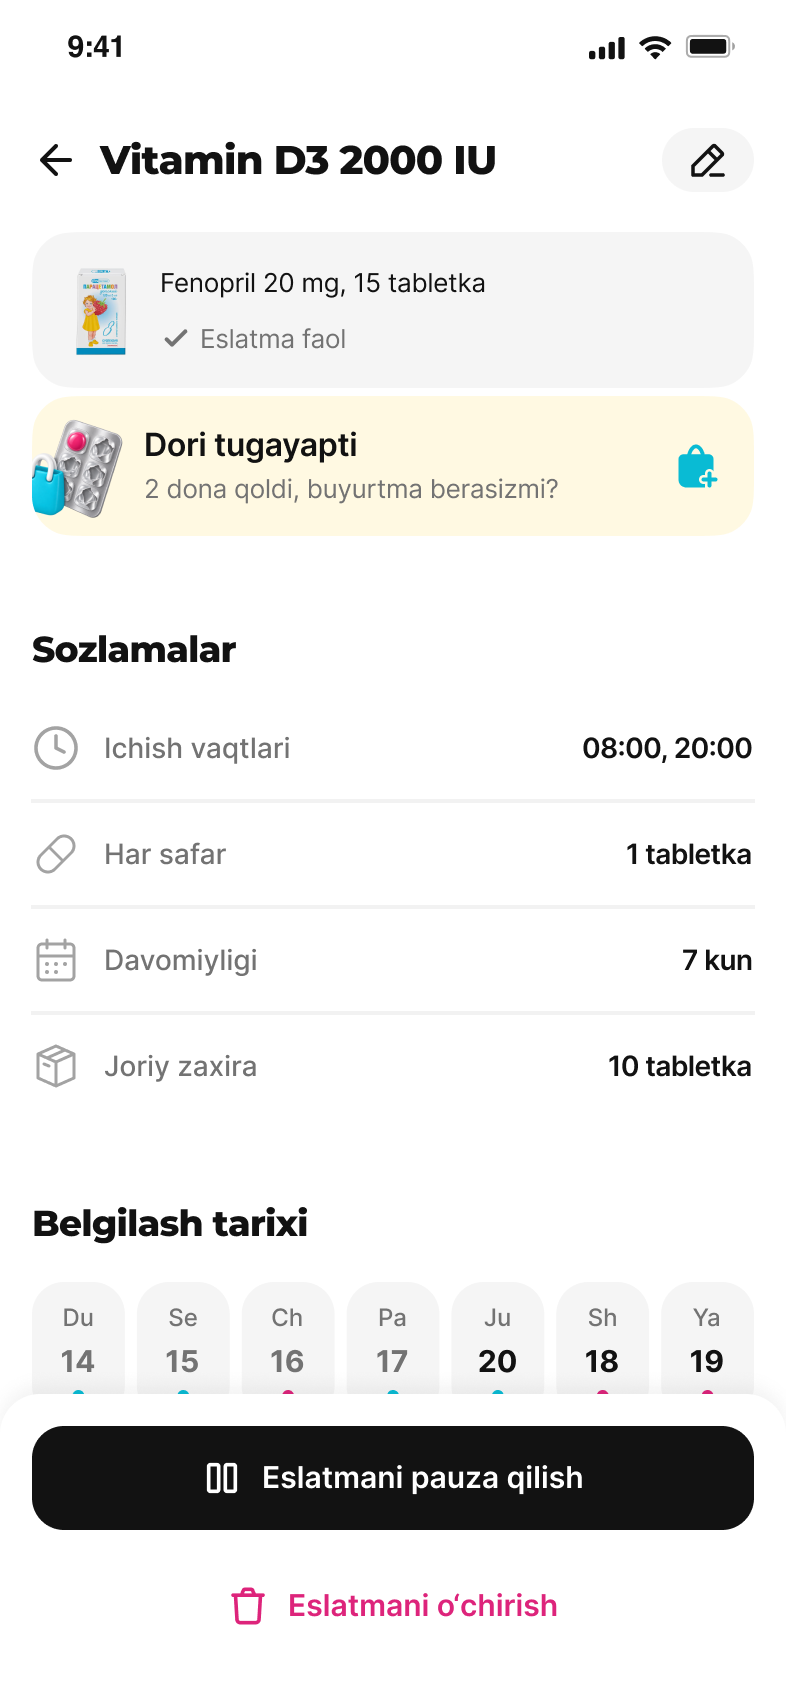 9:41
Vitamin D3 2000 IU
ПАРАЦЕТАМОЛ
Fenopril 20 mg, 15 tabletka
Eslatma faol
Dori tugayapti
2 dona qoldi, buyurtma berasizmi?
Sozlamalar
Ichish vaqtlari 08:00, 20:00
Har safar 1 tabletka
Davomiyligi 7 kun
Joriy zaxira 10 tabletka
Belgilash tarixi
Du Se Ch Pa Ju Sh Ya
14 15 16 17 20 18 19
Eslatmani pauza qilish
Eslatmani o‘chirish